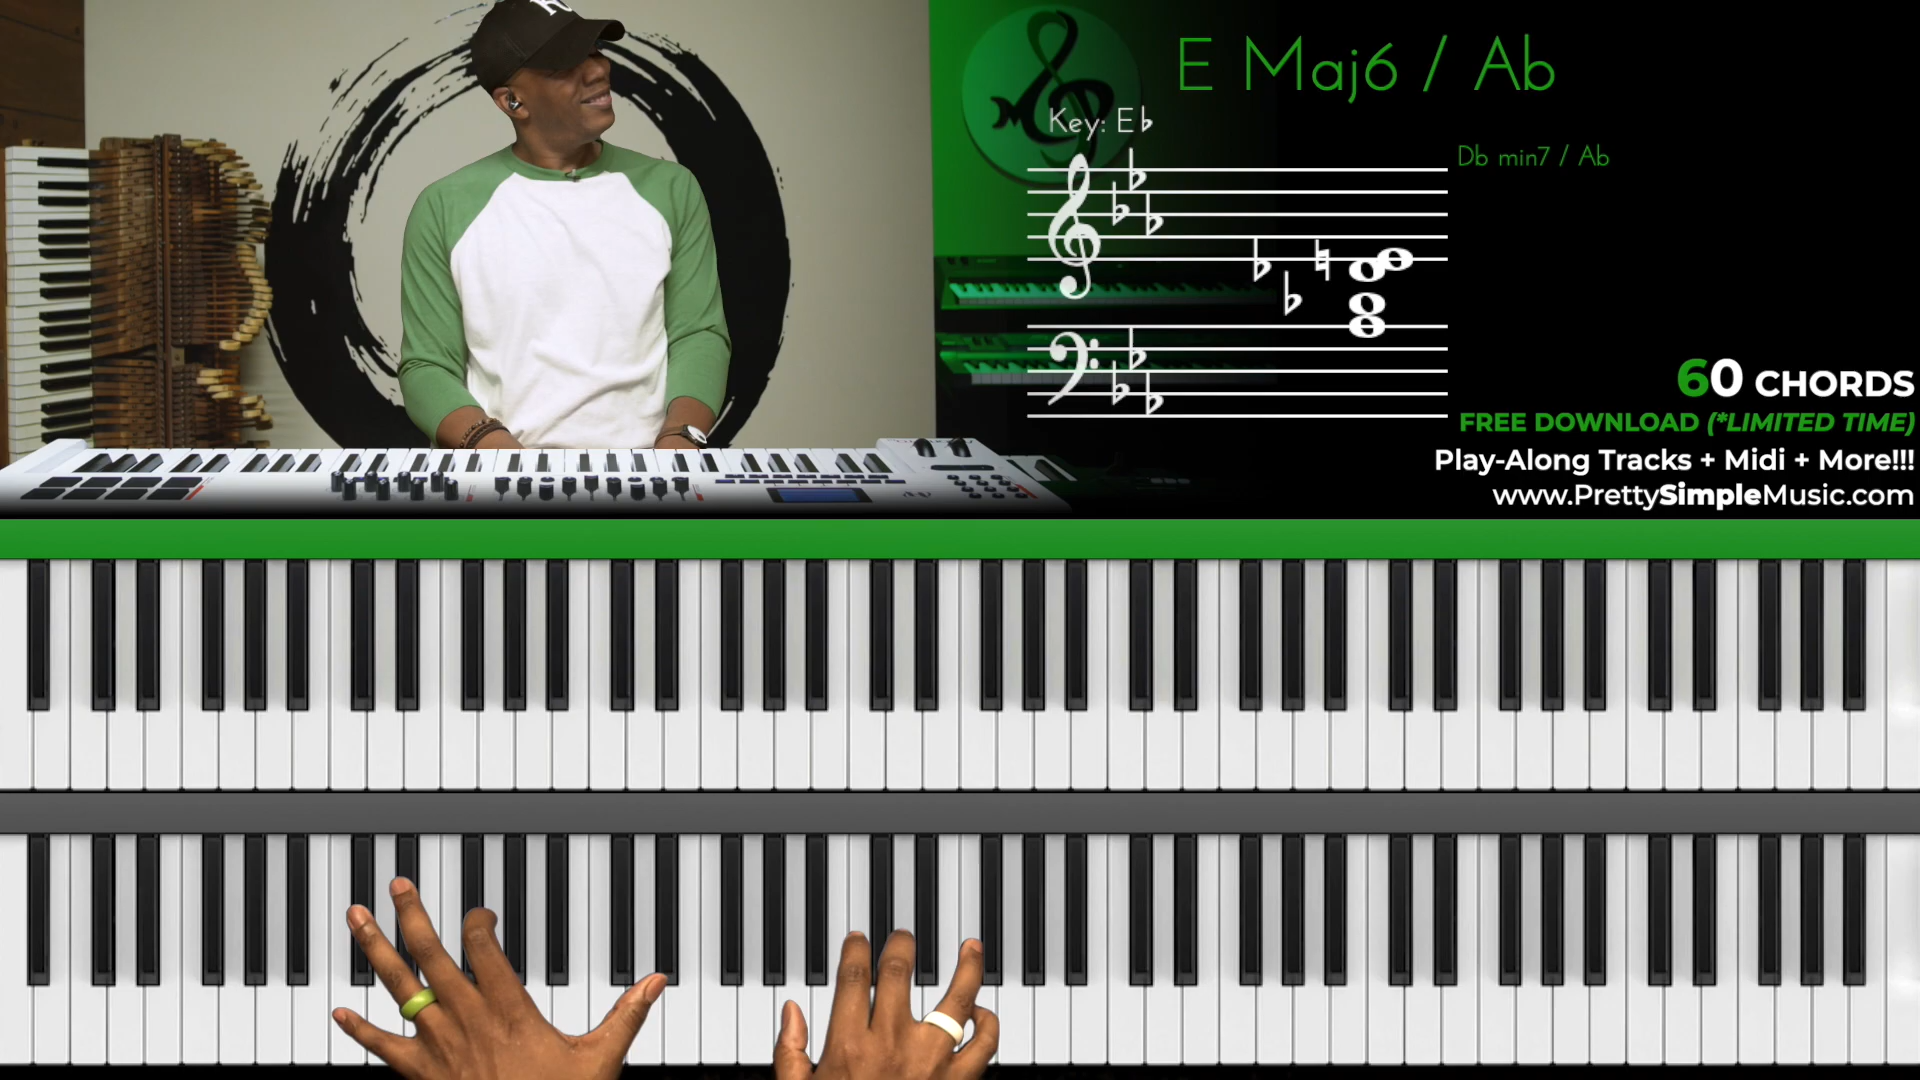 E Maj6 / Ab
Key: E♭
Db min7 / Ab
60 CHORDS
FREE DOWNLOAD (*LIMITED TIME)
Play-Along Tracks + Midi + More!!!
www.PrettySimpleMusic.com